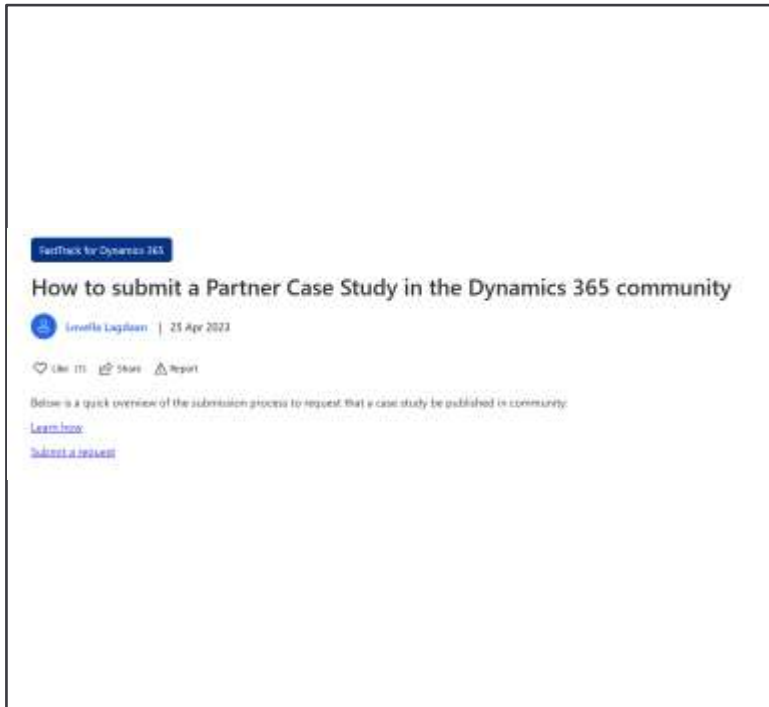 FastTrack for Dynamics 365
How to submit a Partner Case Study in the Dynamics 365 community
Lagdaan | 25 Apr 2023
Like Share Report
Below is a quick overview of the submission process to request that a case study be published in community.
Learn how
Submit a request